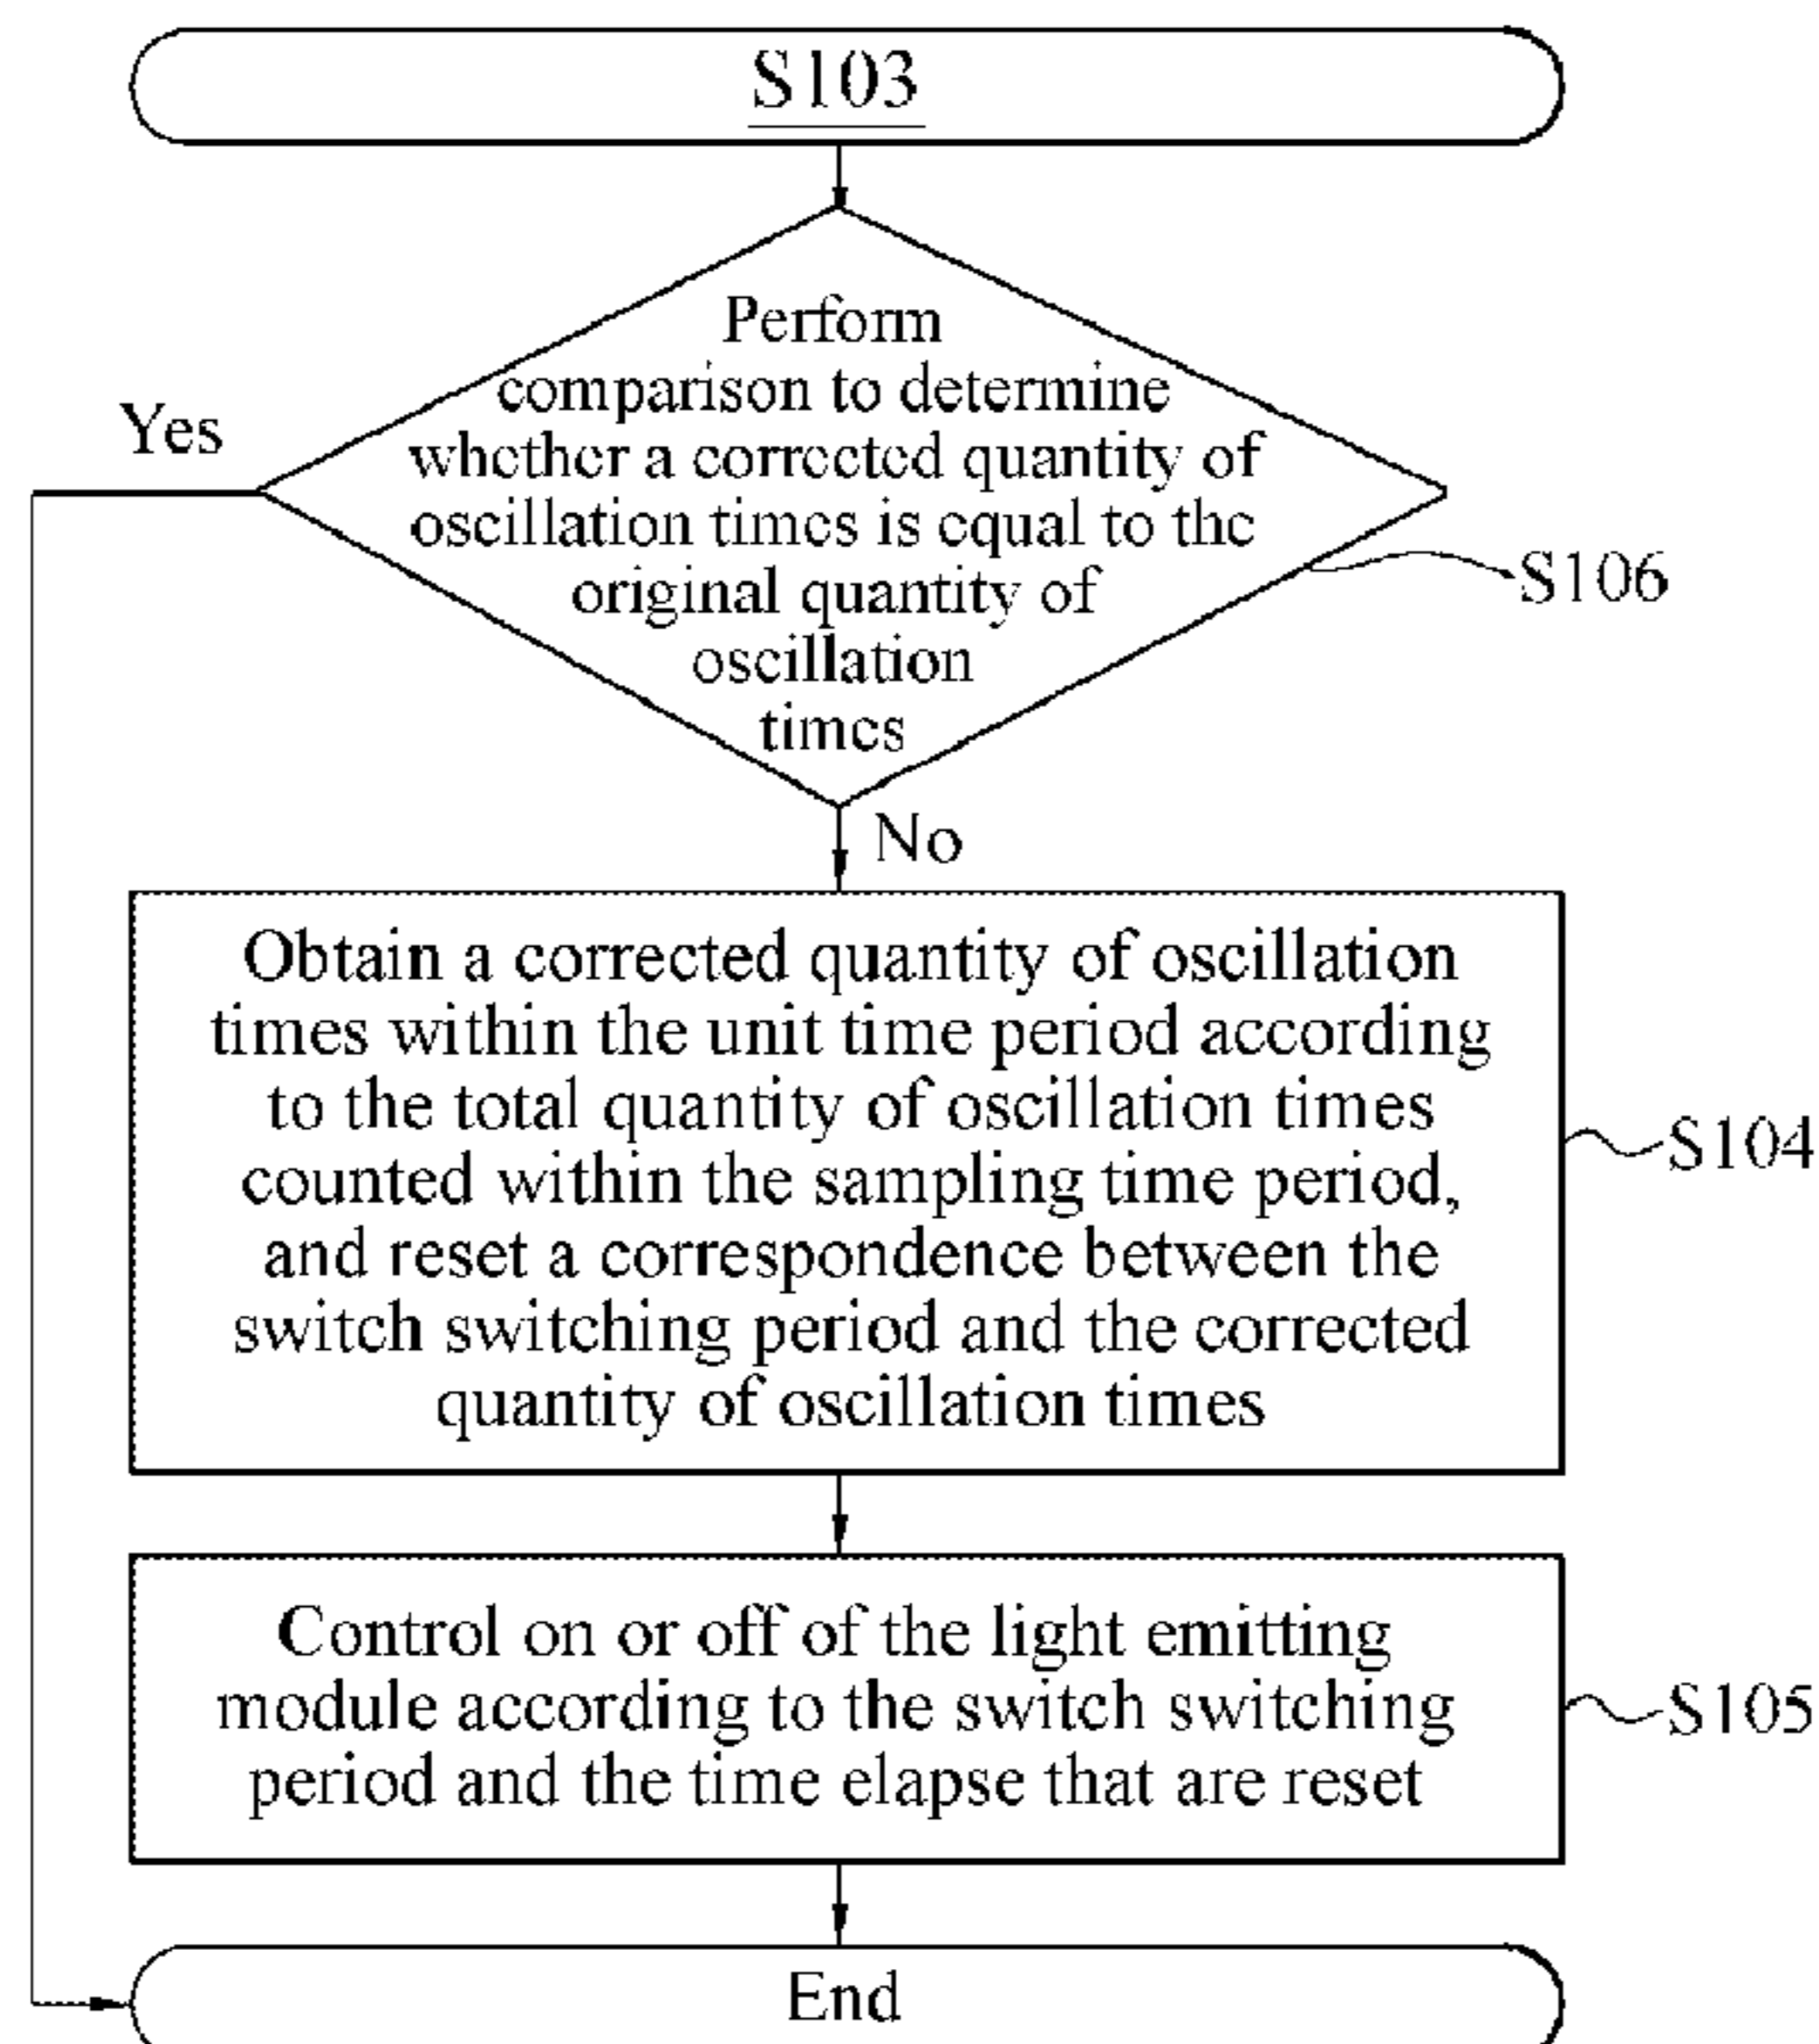 S103
Perform
comparison to determine
Yes
whether a corrected quantity of
oscillation times is equal to the
original quantity of
S106
oscillation
times
No
Obtain a corrected quantity of oscillation
times within the unit time period according
to the total quantity of oscillation times
counted within the sampling time period,
S104
and reset a correspondence between the
switch switching period and the corrected
quantity of oscillation times
Control on or off of the light emitting
module according to the switch switching
S105
period and the time elapse that are reset
End